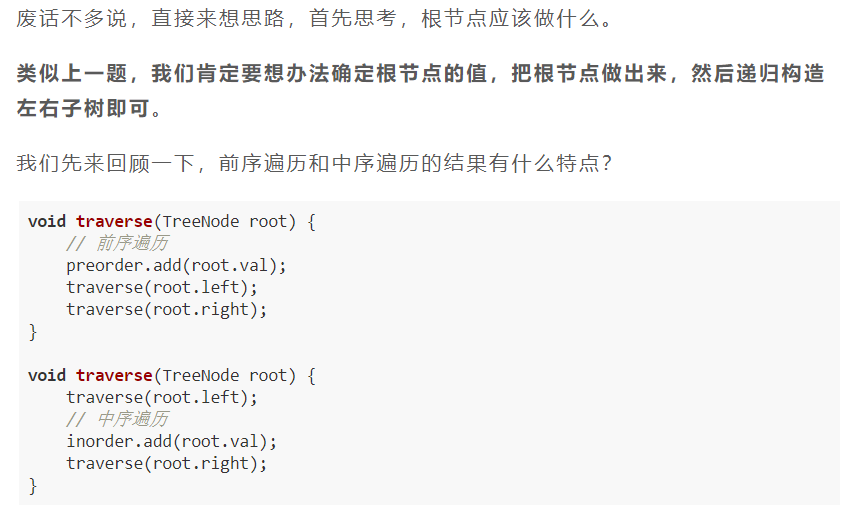 废话不多说，直接来想思路，首先思考，根节点应该做什么。
类似上一题，我们肯定要想办法确定根节点的值，把根节点做出来，然后递归构造
左右子树即可。
我们先来回顾一下，前序遍历和中序遍历的结果有什么特点？
void traverse(TreeNode root) {
    // 前序遍历
    preorder.add(root.val);
    traverse(root.left);
    traverse(root.right);
}
void traverse(TreeNode root) {
    traverse(root.left);
    // 中序遍历
    inorder.add(root.val);
    traverse(root.right);
}